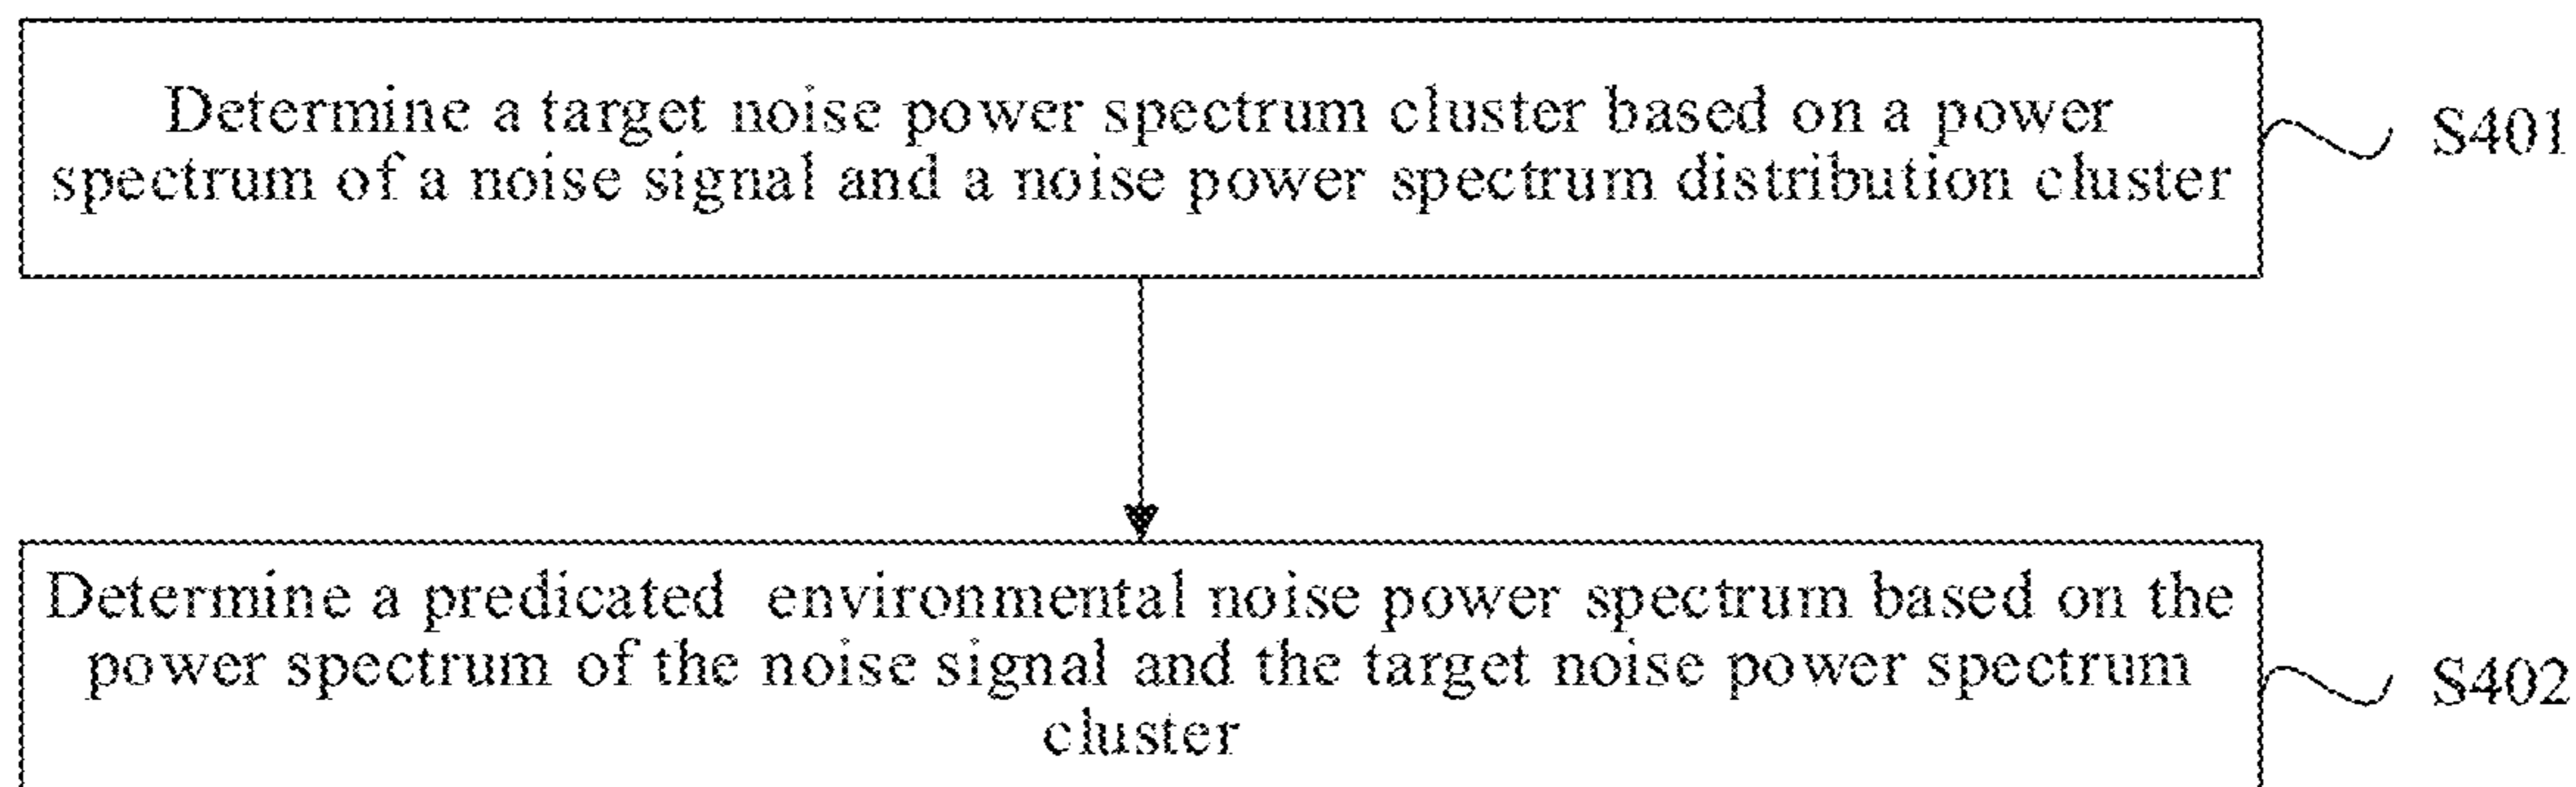 Determine a target noise power spectrum cluster based on a power
spectrum of a noise signal and a noise power spectrum distribution cluster
S401
Determine a predicated environmental noise power spectrum based on the
power spectrum of the noise signal and the target noise power spectrum
cluster
S402